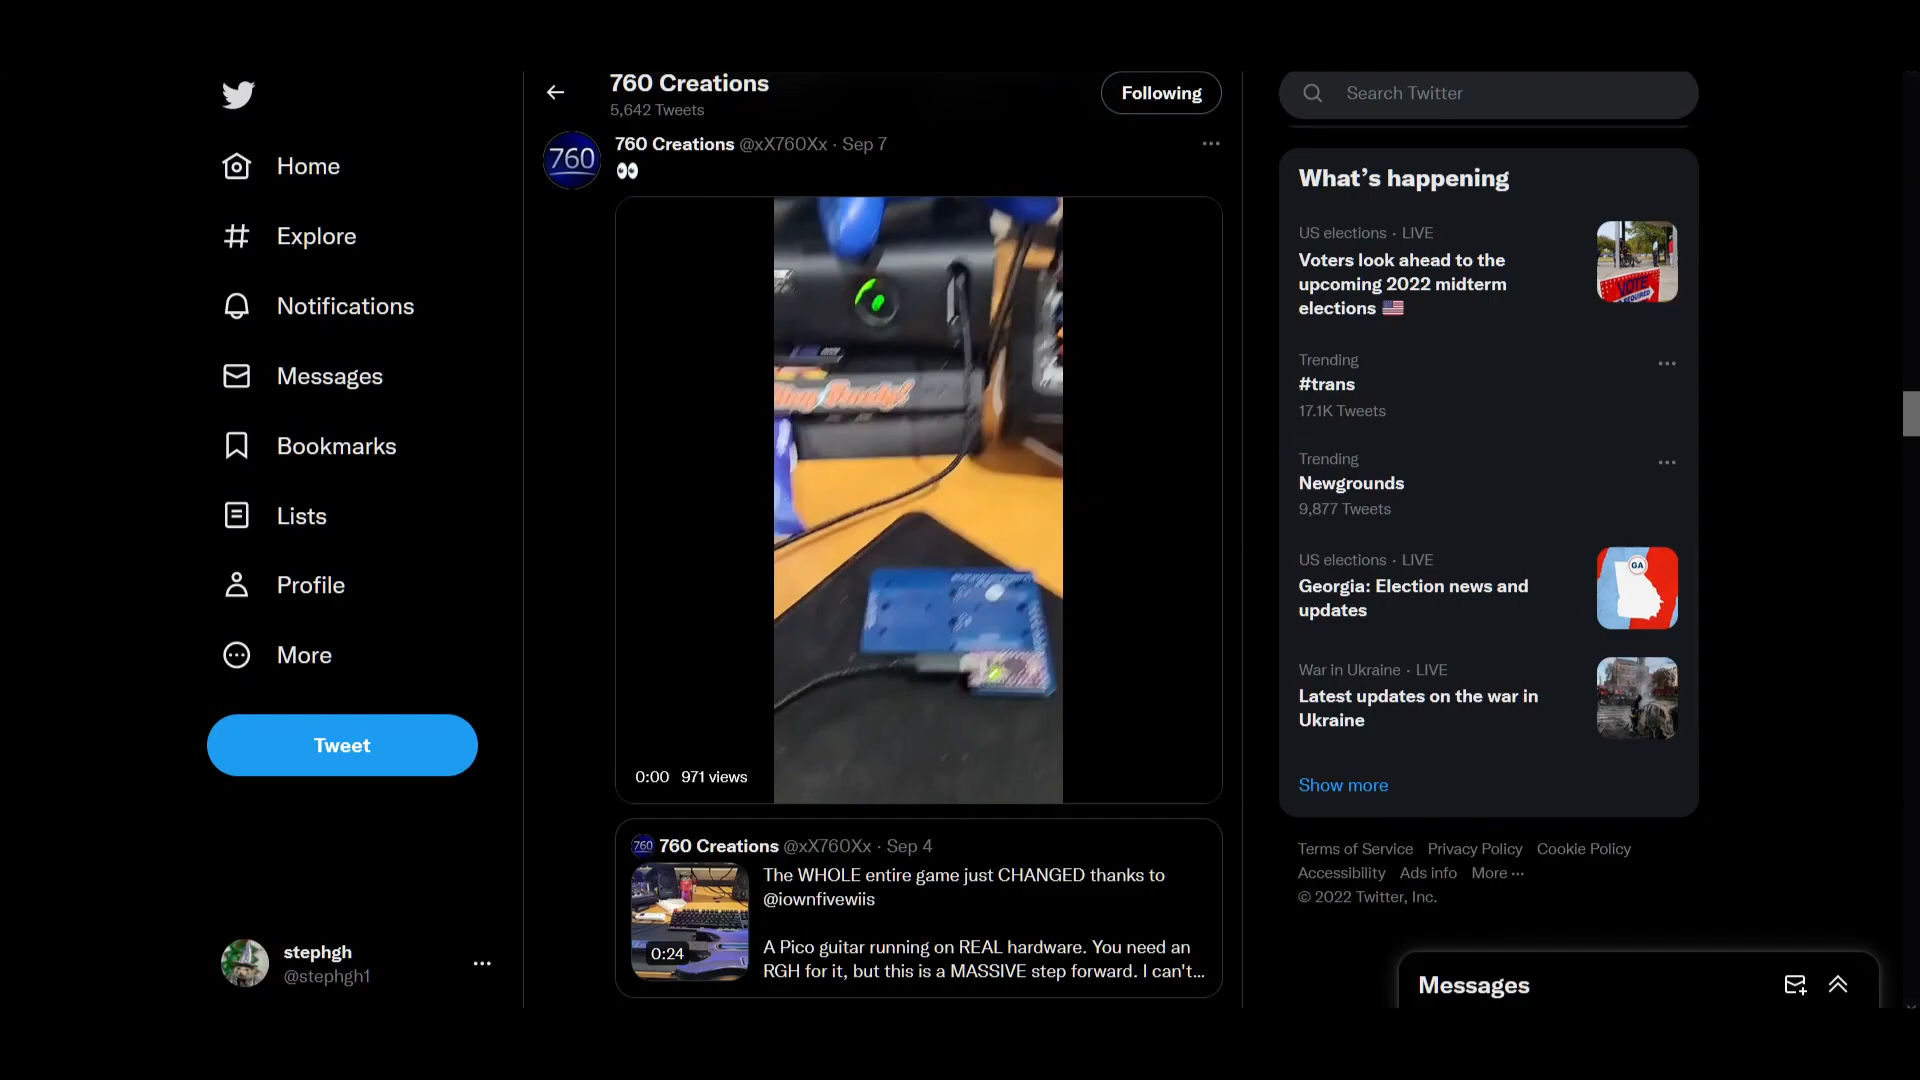 Home
Explore
Notifications
Messages
Bookmarks
Lists
Profile
More
Tweet
stephgh
@stephgh1
760 Creations
5,642 Tweets
Following
760
760 Creations @xX760Xx · Sep 7
👀
0:00 971 views
760
760 Creations @xX760Xx · Sep 4
0:24
The WHOLE entire game just CHANGED thanks to
@iownfivewiis
A Pico guitar running on REAL hardware. You need an
RGH for it, but this is a MASSIVE step forward. I can't...
Search Twitter
What's happening
US elections · LIVE
Voters look ahead to the
upcoming 2022 midterm
elections 🇺🇸
VOTE
Trending
#trans
17.1K Tweets
Trending
Newgrounds
9,877 Tweets
US elections · LIVE
Georgia: Election news and
updates
GA
War in Ukraine · LIVE
Latest updates on the war in
Ukraine
Show more
Terms of Service Privacy Policy Cookie Policy
Accessibility Ads info More ···
© 2022 Twitter, Inc.
Messages